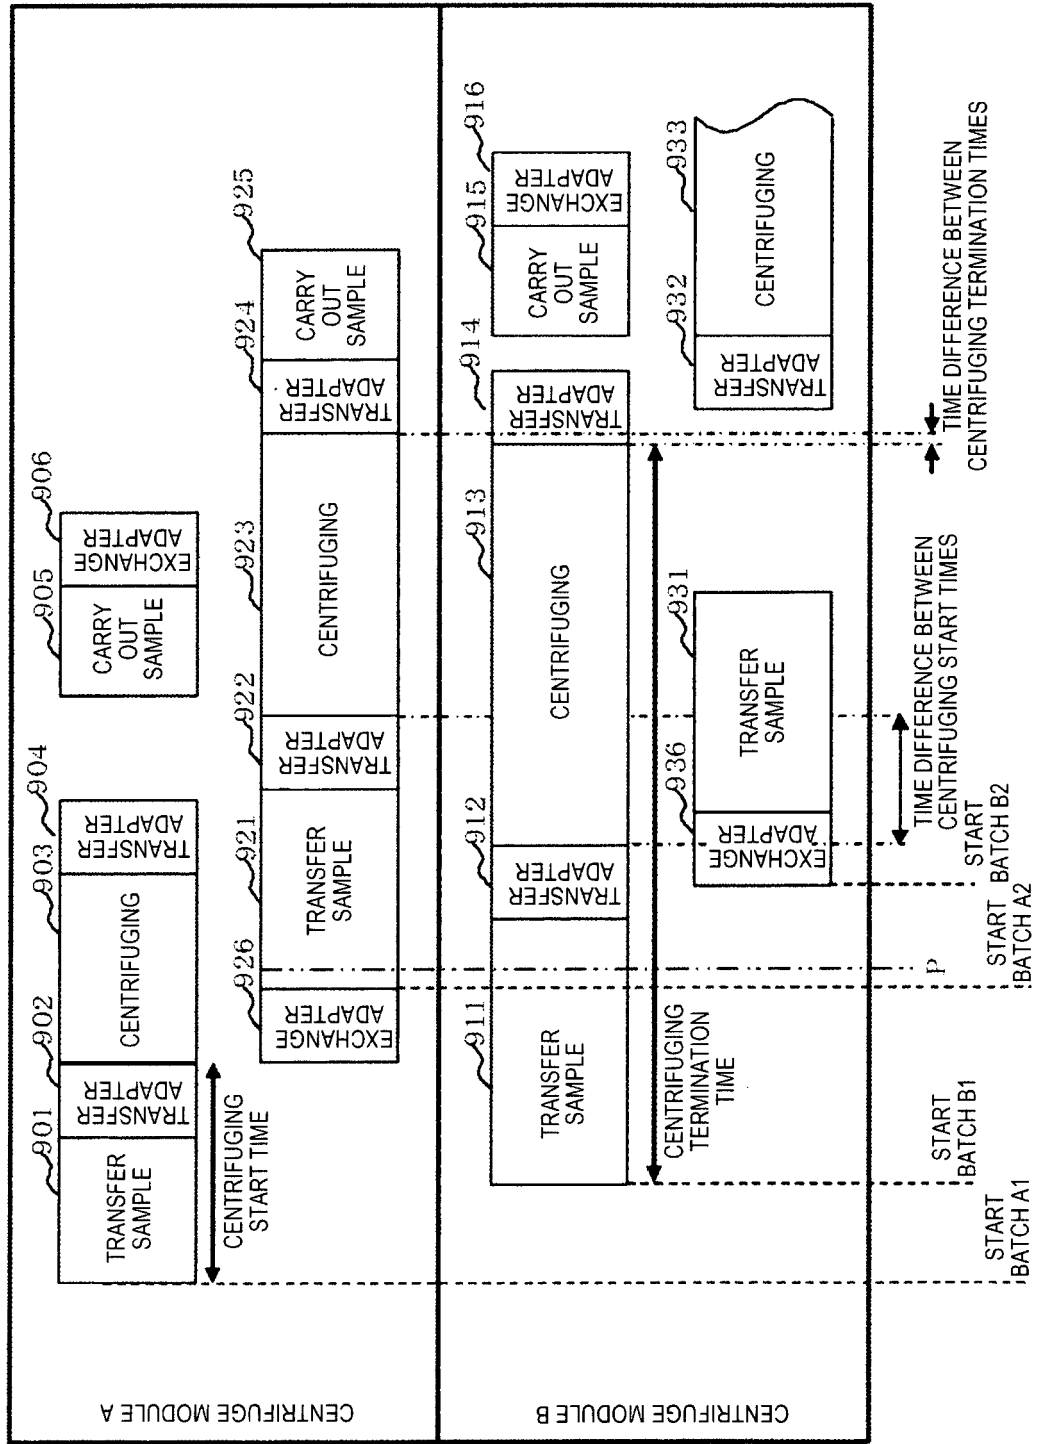 CENTRIFUGE MODULE A
901
TRANSFER
SAMPLE
902
TRANSFER
ADAPTER
903
CENTRIFUGING
904
TRANSFER
ADAPTER
905
CARRY
OUT
SAMPLE
906
EXCHANGE
ADAPTER
CENTRIFUGING
START TIME
926
EXCHANGE
ADAPTER
921
TRANSFER
SAMPLE
922
TRANSFER
ADAPTER
923
CENTRIFUGING
924
TRANSFER
ADAPTER
925
CARRY
OUT
SAMPLE
CENTRIFUGE MODULE B
911
TRANSFER
SAMPLE
912
TRANSFER
ADAPTER
913
CENTRIFUGING
914
TRANSFER
ADAPTER
915
CARRY
OUT
SAMPLE
916
EXCHANGE
ADAPTER
CENTRIFUGING
TERMINATION
TIME
936
EXCHANGE
ADAPTER
931
TRANSFER
SAMPLE
932
TRANSFER
ADAPTER
933
CENTRIFUGING
START
BATCH A1
START
BATCH B1
P
START
BATCH A2
START
BATCH B2
TIME DIFFERENCE BETWEEN
CENTRIFUGING START TIMES
TIME DIFFERENCE BETWEEN
CENTRIFUGING TERMINATION TIMES